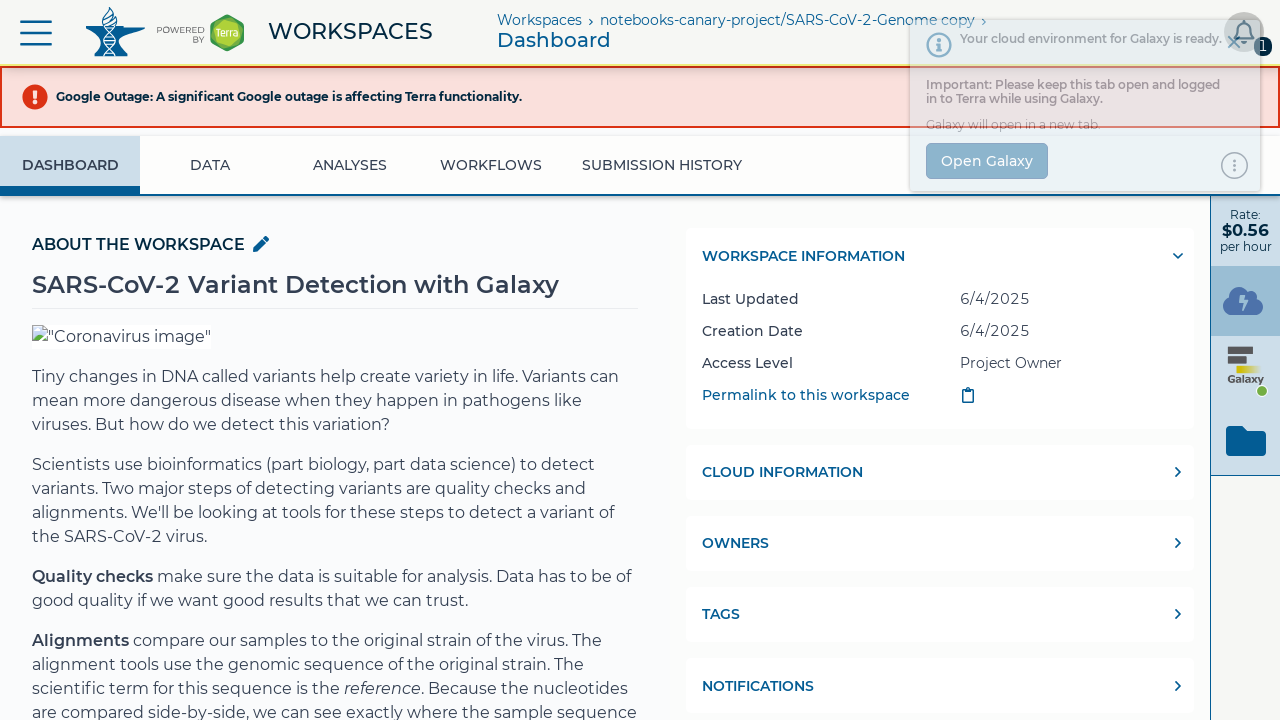 POWERED
BY
Terra
WORKSPACES
Workspaces › notebooks-canary-project/SARS-CoV-2-Genome copy ›
Dashboard
1
Your cloud environment for Galaxy is ready.
Important: Please keep this tab open and logged
in to Terra while using Galaxy.
Galaxy will open in a new tab.
Open Galaxy
Google Outage: A significant Google outage is affecting Terra functionality.
DASHBOARD
DATA
ANALYSES
WORKFLOWS
SUBMISSION HISTORY
Rate:
$0.56
per hour
Galaxy
ABOUT THE WORKSPACE
SARS-CoV-2 Variant Detection with Galaxy
"Coronavirus image"
Tiny changes in DNA called variants help create variety in life. Variants can
mean more dangerous disease when they happen in pathogens like
viruses. But how do we detect this variation?
Scientists use bioinformatics (part biology, part data science) to detect
variants. Two major steps of detecting variants are quality checks and
alignments. We'll be looking at tools for these steps to detect a variant of
the SARS-CoV-2 virus.
Quality checks make sure the data is suitable for analysis. Data has to be of
good quality if we want good results that we can trust.
Alignments compare our samples to the original strain of the virus. The
alignment tools use the genomic sequence of the original strain. The
scientific term for this sequence is the reference. Because the nucleotides
are compared side-by-side, we can see exactly where the sample sequence
WORKSPACE INFORMATION
Last Updated 6/4/2025
Creation Date 6/4/2025
Access Level Project Owner
Permalink to this workspace
CLOUD INFORMATION
OWNERS
TAGS
NOTIFICATIONS